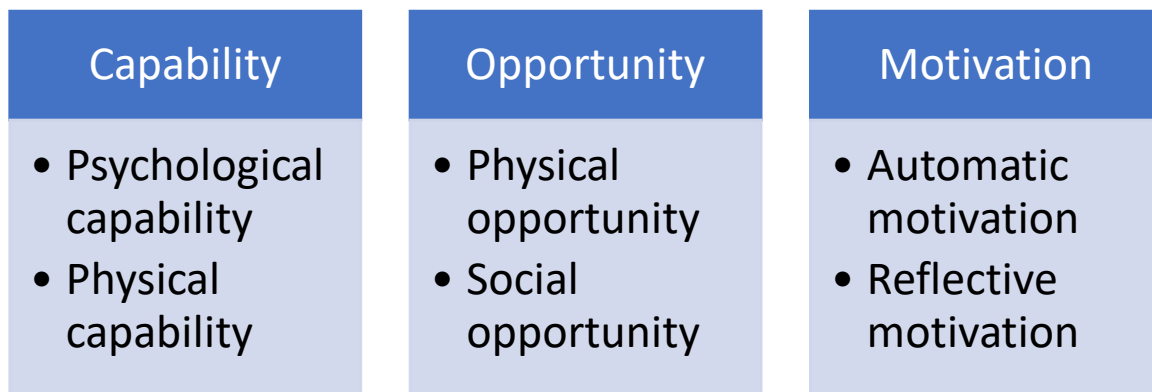 Capability
• Psychological
capability
• Physical
capability
Opportunity
• Physical
opportunity
• Social
opportunity
Motivation
• Automatic
motivation
• Reflective
motivation